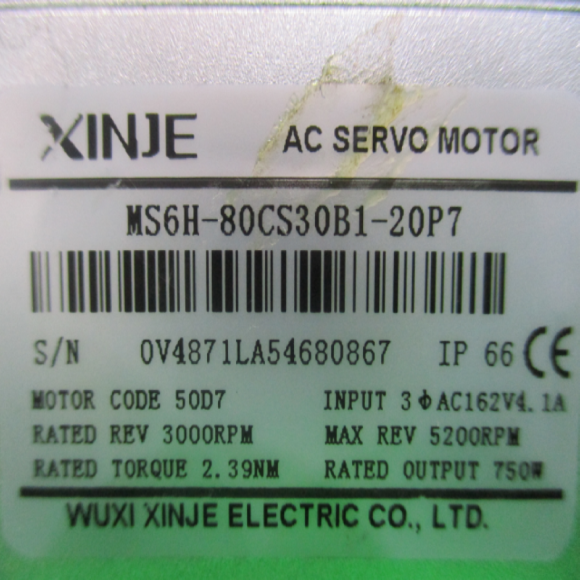 XINJE AC SERVO MOTOR
MS6H-80CS30B1-20P7
S/N 0V4871LA54680867 IP 66 CE
MOTOR CODE 50D7 INPUT 3ΦAC162V4.1A
RATED REV 3000RPM MAX REV 5200RPM
RATED TORQUE 2.39NM RATED OUTPUT 750W
WUXI XINJE ELECTRIC CO., LTD.